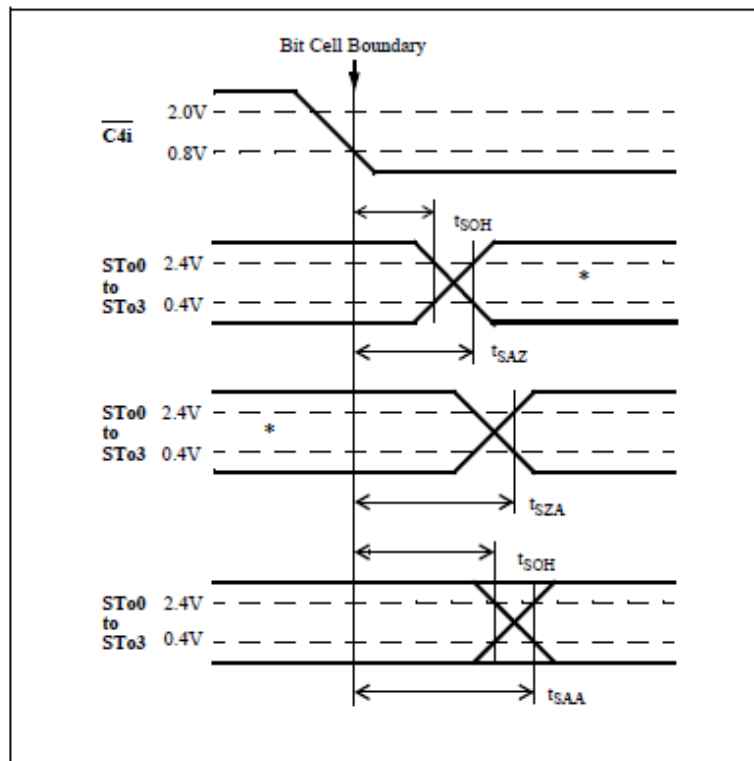 Bit Cell Boundary
2.0V
C4i
0.8V
tSOH
STo0 2.4V
to
STo3 0.4V
*
tSAZ
STo0 2.4V
to
STo3 0.4V
*
tSZA
tSOH
STo0 2.4V
to
STo3 0.4V
tSAA